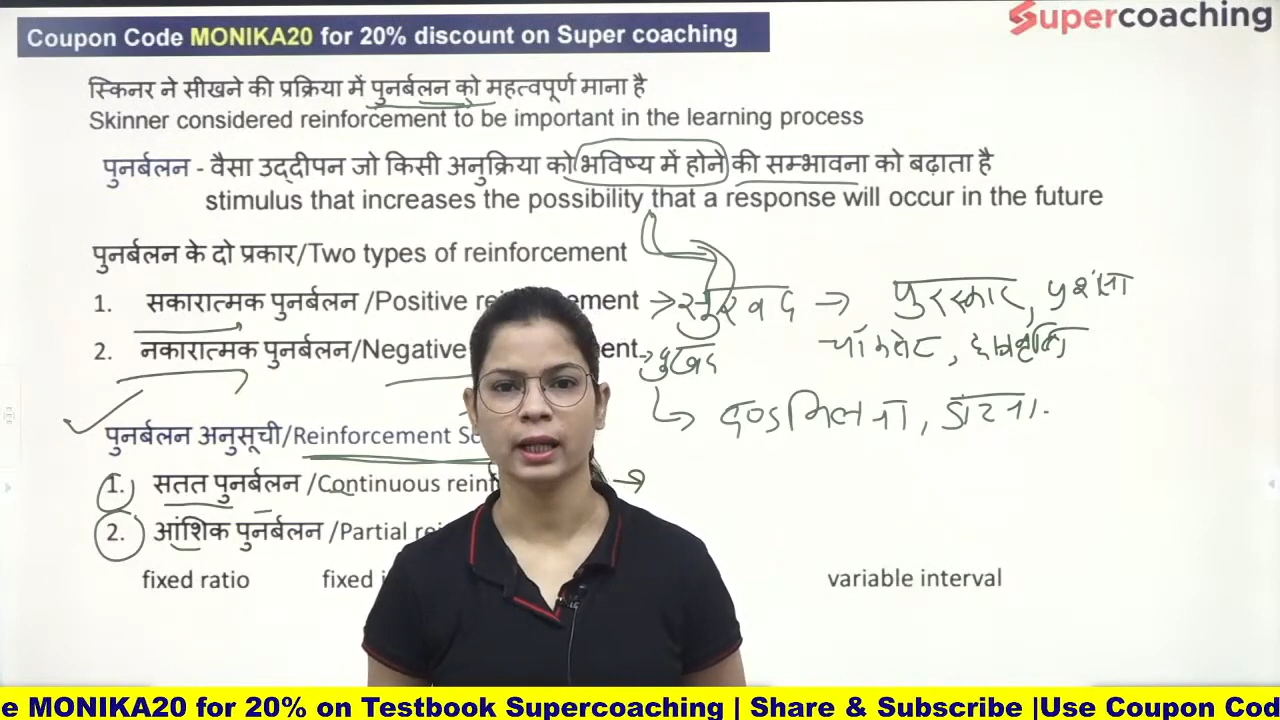 Coupon Code MONIKA20 for 20% discount on Super coaching
Supercoaching
स्किनर ने सीखने की प्रक्रिया में पुनर्बलन को महत्वपूर्ण माना है
Skinner considered reinforcement to be important in the learning process
पुनर्बलन - वैसा उद्दीपन जो किसी अनुक्रिया को भविष्य में होने की सम्भावना को बढ़ाता है
stimulus that increases the possibility that a response will occur in the future
पुनर्बलन के दो प्रकार/Two types of reinforcement
1. सकारात्मक पुनर्बलन /Positive → सुखद → पुरस्कार, प्रशंसा
चॉकलेट,
2. नकारात्मक पुनर्बलन/Negative → दुखद
↳ दण्ड मिलना, डांटना.
पुनर्बलन अनुसूची/Reinforcement
1. सतत पुनर्बलन /Continuous →
2. आंशिक पुनर्बलन /Partial
fixed ratio fixed variable interval
MONIKA20 for 20% on Testbook Supercoaching | Share & Subscribe |Use Coupon